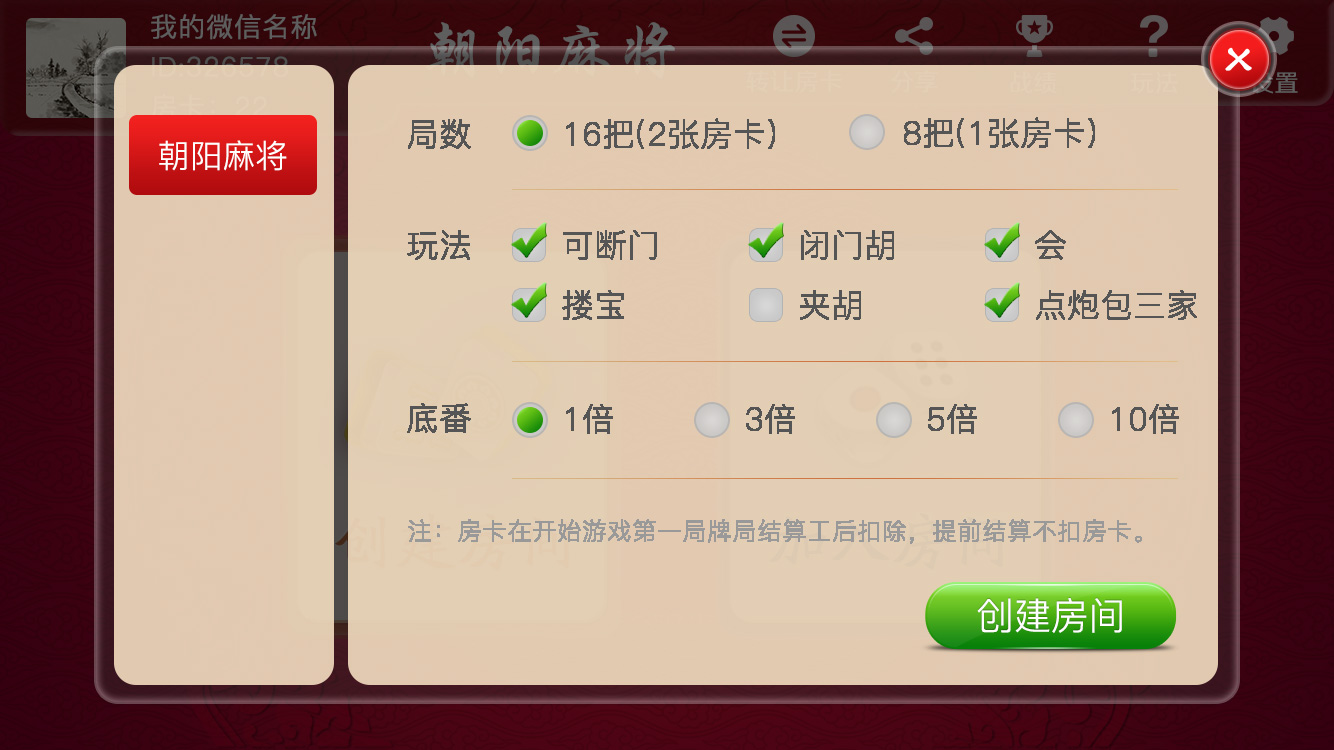 我的微信名称
ID:326578
房卡：22
朝阳麻将
转让房卡
分享
战绩
玩法
设置
朝阳麻将
局数 16把(2张房卡) 8把(1张房卡)
玩法 可断门 闭门胡 会
搂宝 夹胡 点炮包三家
底番 1倍 3倍 5倍 10倍
创建房间 加入房间
注：房卡在开始游戏第一局牌局结算工后扣除，提前结算不扣房卡。
创建房间